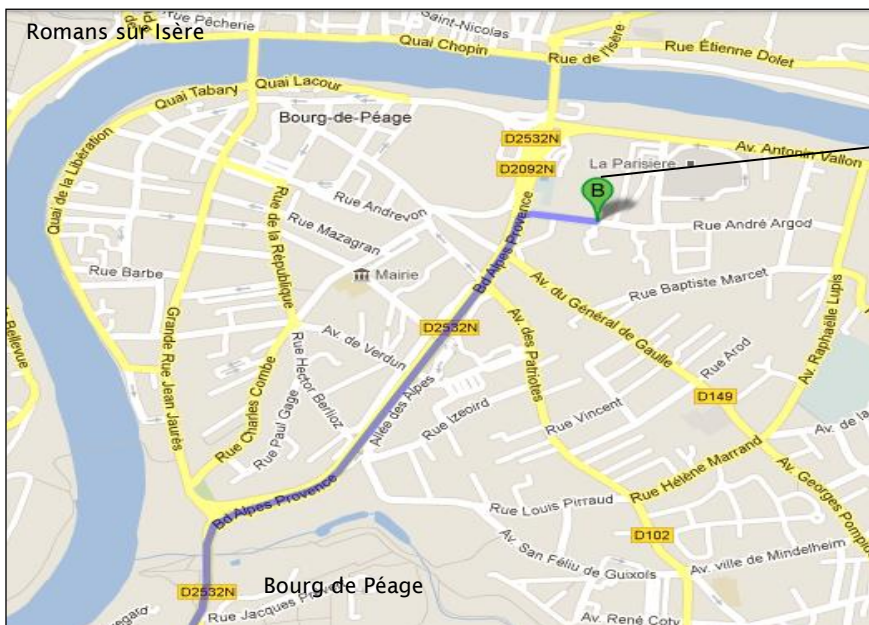 Romans sur Isère
Rue Pêcherie
Saint-Nicolas
Quai Chopin
Rue de l'Isère
Rue Étienne Dolet
Quai Tabary
Quai Lacour
Bourg-de-Péage
D2532N
Av. Antonin Vallon
Quai de la Libération
D2092N
La Parisière
B
Rue Andrevon
Rue de la République
Rue Mazagran
Rue André Argod
Bd Alpes Provence
Rue Barbe
Mairie
Rue Baptiste Marcet
Av. du Général de Gaulle
Av. Raphaëlle Lupis
Bellevue
Grande Rue Jean Jaurès
D2532N
Av. de Verdun
Av. des Patriotes
Rue Arod
Rue Hector Berlioz
Rue Charles Combe
Rue Paul Gage
Allée des Alpes
Rue Izeoird
Rue Vincent
D149
Av. de la
Rue Hélène Marrand
Av. Georges Pompid
Bd Alpes Provence
Rue Louis Pirraud
D102
Av. San Féliu de Guixols
Av. ville de Mindelheim
D2532N
Bourg de Péage
Rue Jacques
Av. René Coty